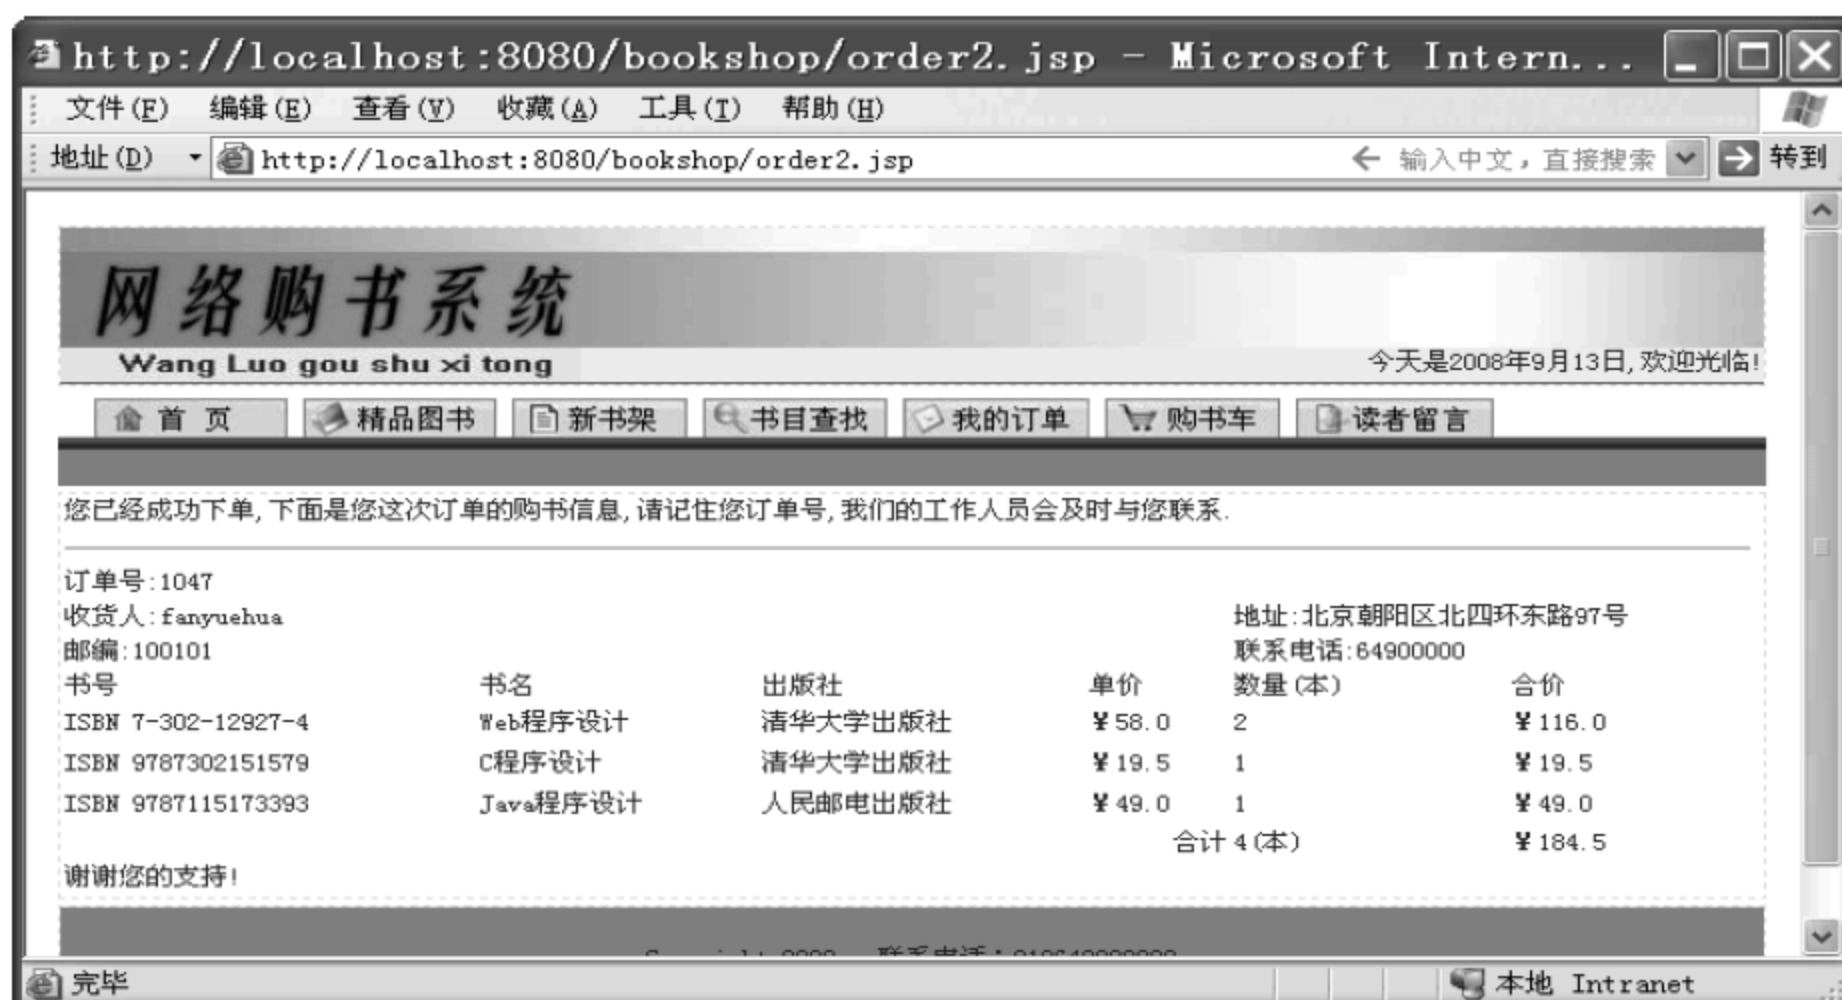 http://localhost:8080/bookshop/order2.jsp - Microsoft Intern...
文件(F) 编辑(E) 查看(V) 收藏(A) 工具(T) 帮助(H)
地址(D) http://localhost:8080/bookshop/order2.jsp 输入中文，直接搜索 转到
网络购书系统
Wang Luo gou shu xi tong 今天是2008年9月13日,欢迎光临!
首 页 精品图书 新书架 书目查找 我的订单 购书车 读者留言
您已经成功下单,下面是您这次订单的购书信息,请记住您订单号,我们的工作人员会及时与您联系.
订单号:1047
收货人:fanyuehua 地址:北京朝阳区北四环东路97号
邮编:100101 联系电话:64900000
书号 书名 出版社 单价 数量(本) 合价
ISBN 7-302-12927-4 Web程序设计 清华大学出版社 ¥58.0 2 ¥116.0
ISBN 9787302151579 C程序设计 清华大学出版社 ¥19.5 1 ¥19.5
ISBN 9787115173393 Java程序设计 人民邮电出版社 ¥49.0 1 ¥49.0
合计 4(本) ¥184.5
谢谢您的支持!
联系电话：
完毕 本地 Intranet